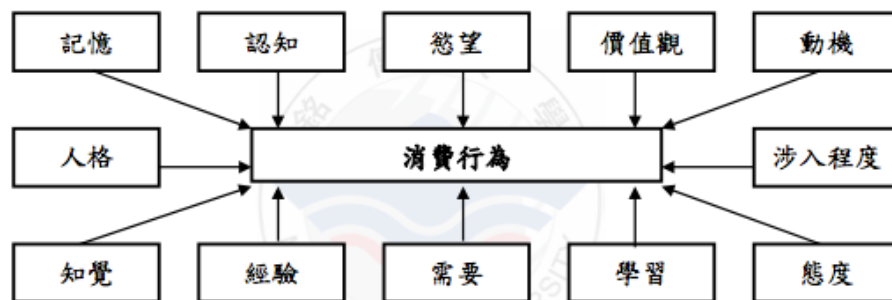 記憶
認知
慾望
價值觀
動機
人格
消費行為
涉入程度
知覺
經驗
需要
學習
態度